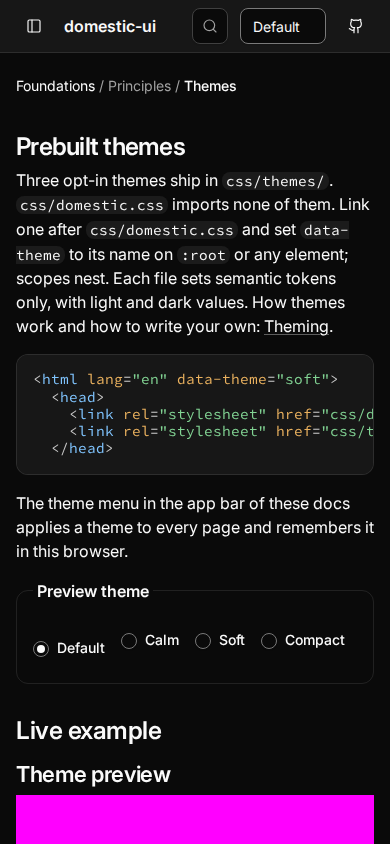 domestic-ui
Default
Foundations / Principles / Themes
Prebuilt themes
Three opt-in themes ship in css/themes/.
css/domestic.css imports none of them. Link
one after css/domestic.css and set data-
theme to its name on :root or any element;
scopes nest. Each file sets semantic tokens
only, with light and dark values. How themes
work and how to write your own: Theming.
<html lang="en" data-theme="soft">
<head>
<link rel="stylesheet" href="css/d
<link rel="stylesheet" href="css/t
</head>
The theme menu in the app bar of these docs
applies a theme to every page and remembers it
in this browser.
Preview theme
Default Calm Soft Compact
Live example
Theme preview